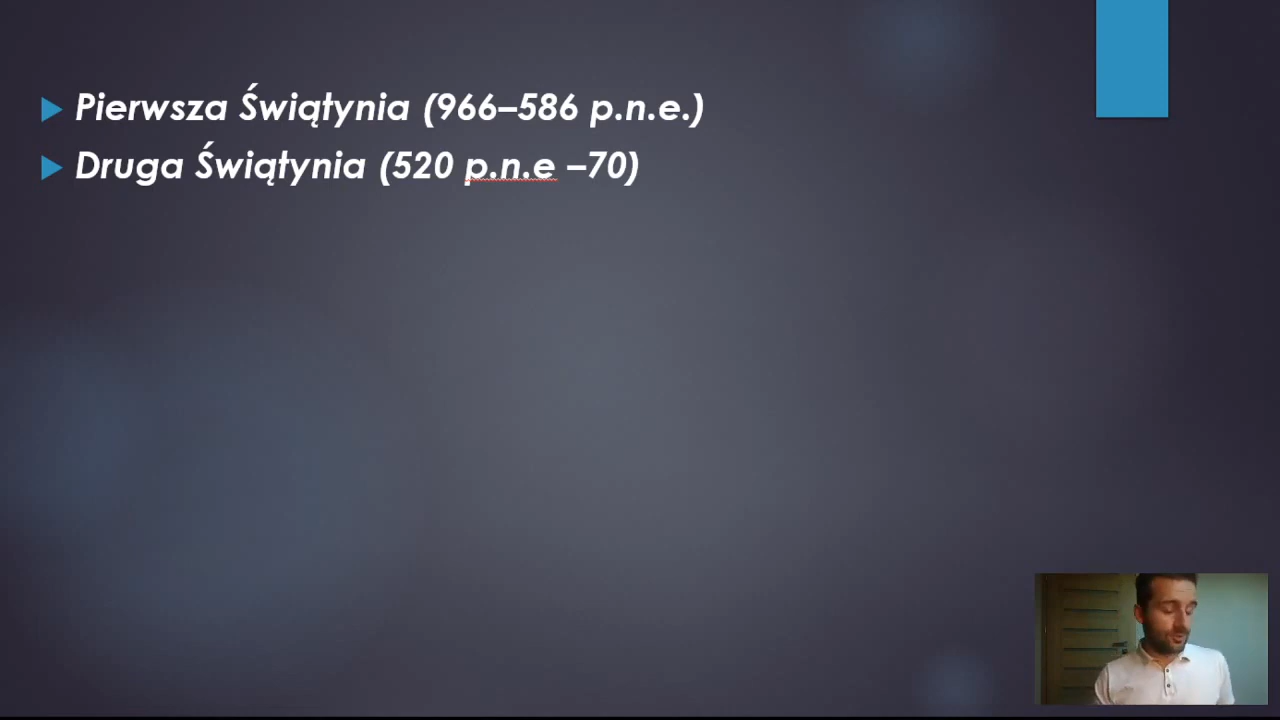 Pierwsza Świątynia (966–586 p.n.e.)
Druga Świątynia (520 p.n.e –70)